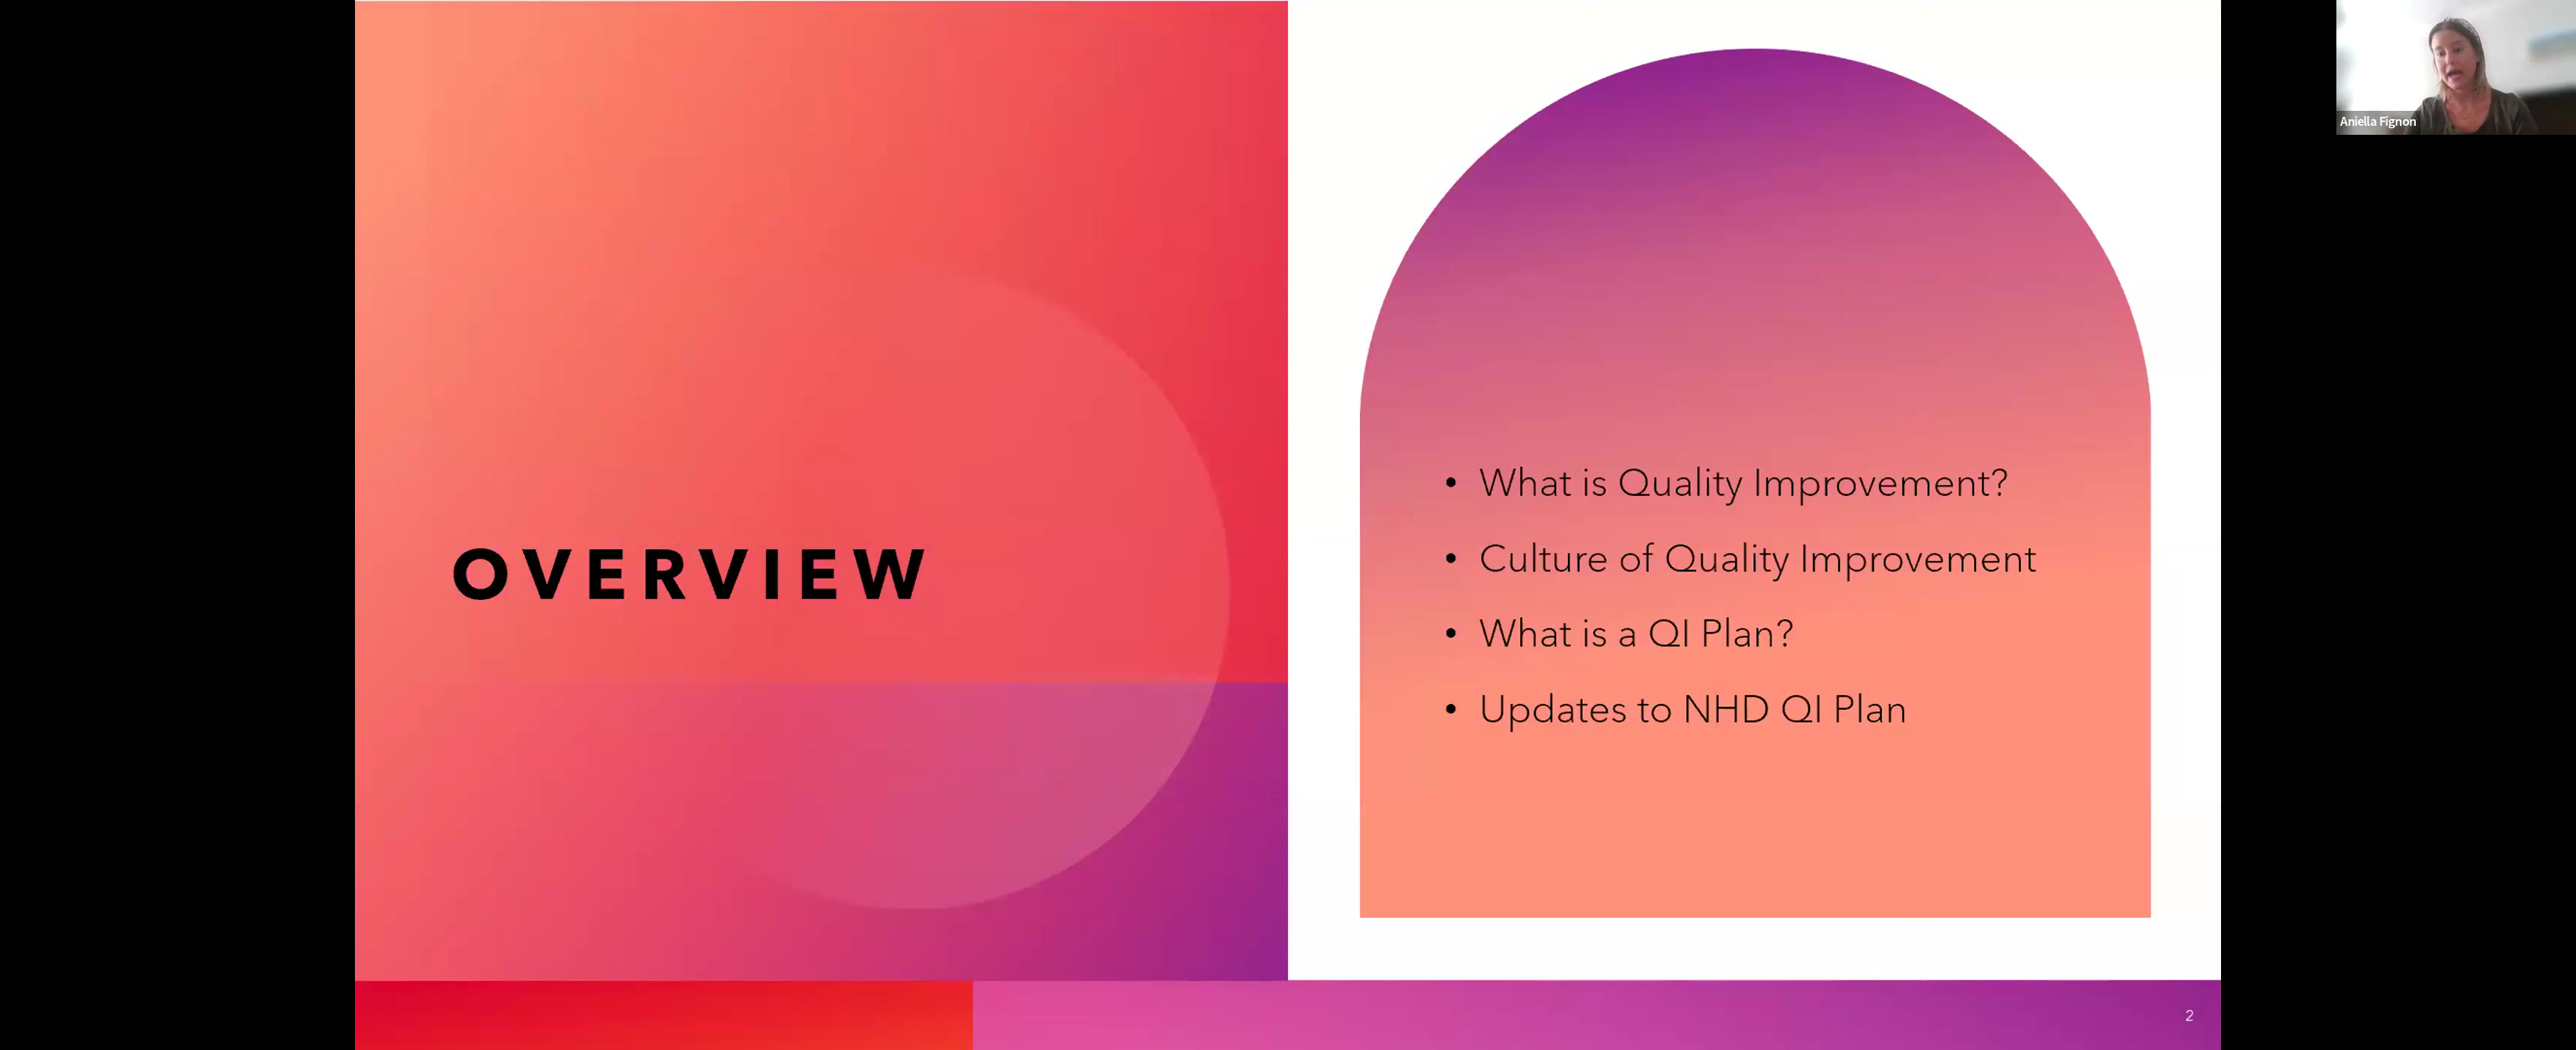 Aniella Fignon
OVERVIEW
• What is Quality Improvement?
• Culture of Quality Improvement
• What is a QI Plan?
• Updates to NHD QI Plan
2